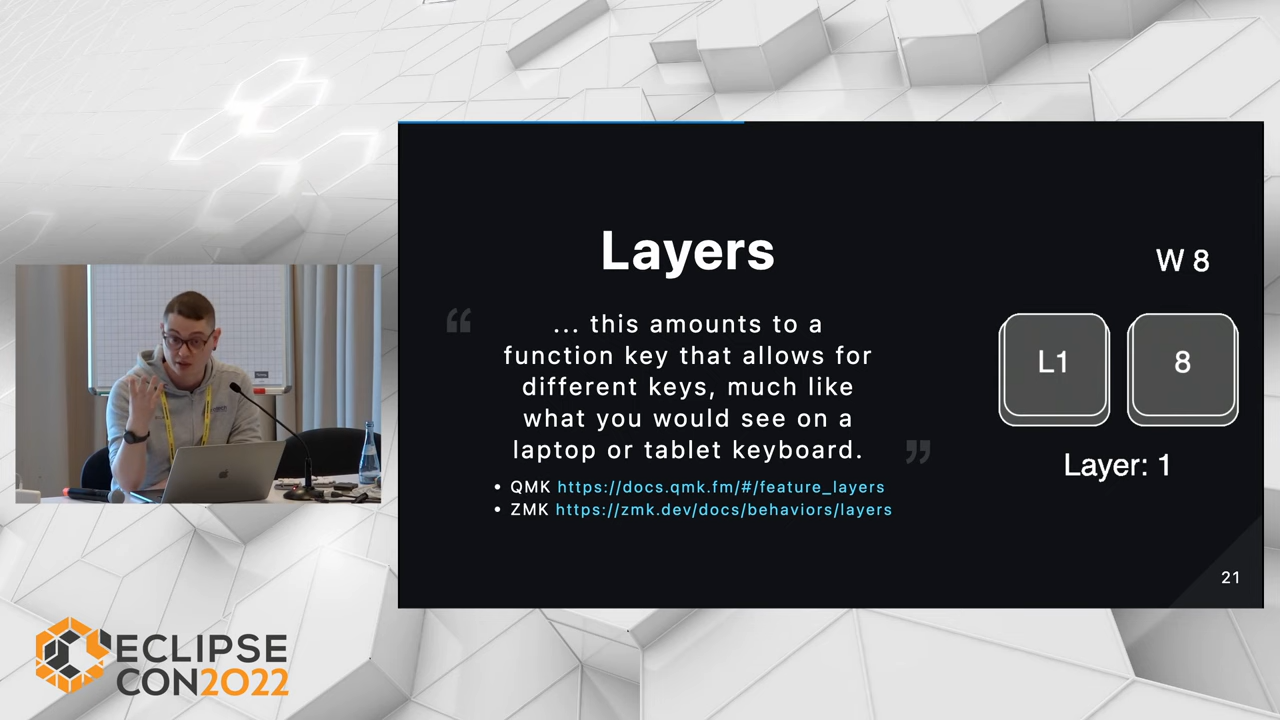 Layers
“
... this amounts to a
function key that allows for
different keys, much like
what you would see on a
laptop or tablet keyboard.
”
• QMK https://docs.qmk.fm/#/feature_layers
• ZMK https://zmk.dev/docs/behaviors/layers
W 8
L1
8
Layer: 1
21
ECLIPSE
CON2022